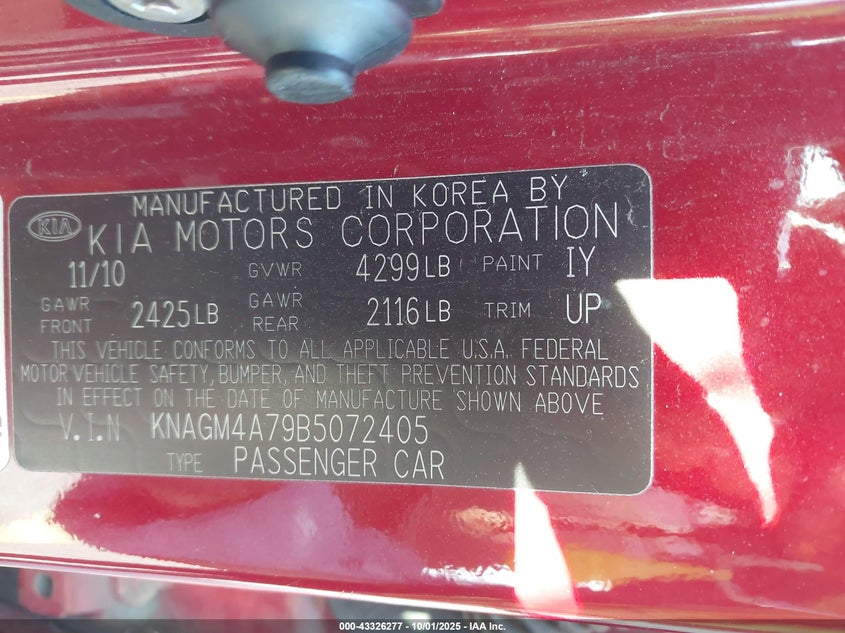 MANUFACTURED IN KOREA BY
KIA KIA MOTORS CORPORATION
11/10 GVWR 4299LB PAINT IY
GAWR FRONT 2425LB GAWR REAR 2116LB TRIM UP
THIS VEHICLE CONFORMS TO ALL APPLICABLE U.S.A. FEDERAL
MOTOR VEHICLE SAFETY, BUMPER, AND THEFT PREVENTION STANDARDS
IN EFFECT ON THE DATE OF MANUFACTURE SHOWN ABOVE
V.I.N KNAGM4A79B5072405
TYPE PASSENGER CAR
000-43326277 - 10/01/2025 - IAA Inc.